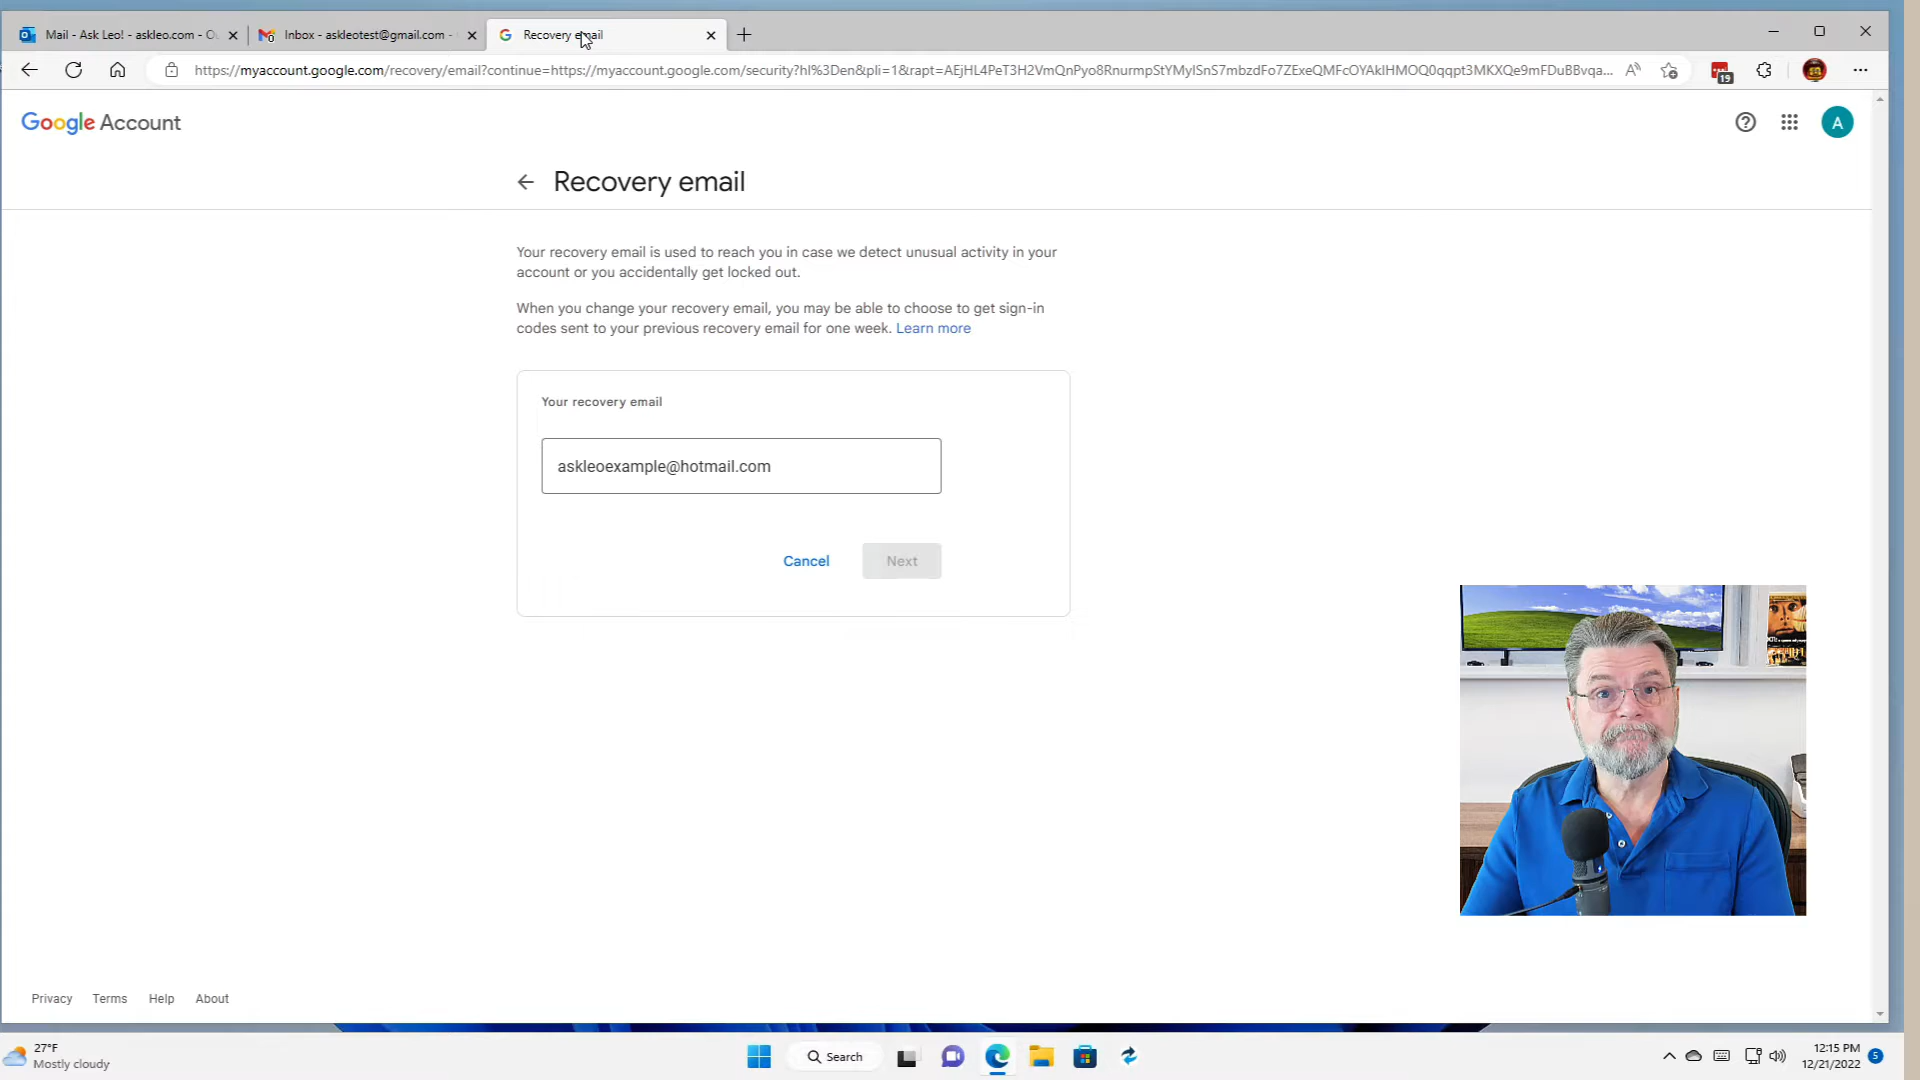 Mail - Ask Leo! - askleo.com - O
Inbox - askleotest@gmail.com -
Recovery email
https://myaccount.google.com/recovery/email?continue=https://myaccount.google.com/security?hl%3Den&pli=1&rapt=AEjHL4PeT3H2VmQnPyo8RnurmpStYMylSnS7mbzdFo7ZExeQMFcOYAklHMOQ0qqpt3MKXQe9mFDuBBvqa...
19
Google Account
A
Recovery email
Your recovery email is used to reach you in case we detect unusual activity in your
account or you accidentally get locked out.
When you change your recovery email, you may be able to choose to get sign-in
codes sent to your previous recovery email for one week. Learn more
Your recovery email
askleoexample@hotmail.com
Cancel
Next
Privacy
Terms
Help
About
27°F
Mostly cloudy
Search
12:15 PM
12/21/2022
5